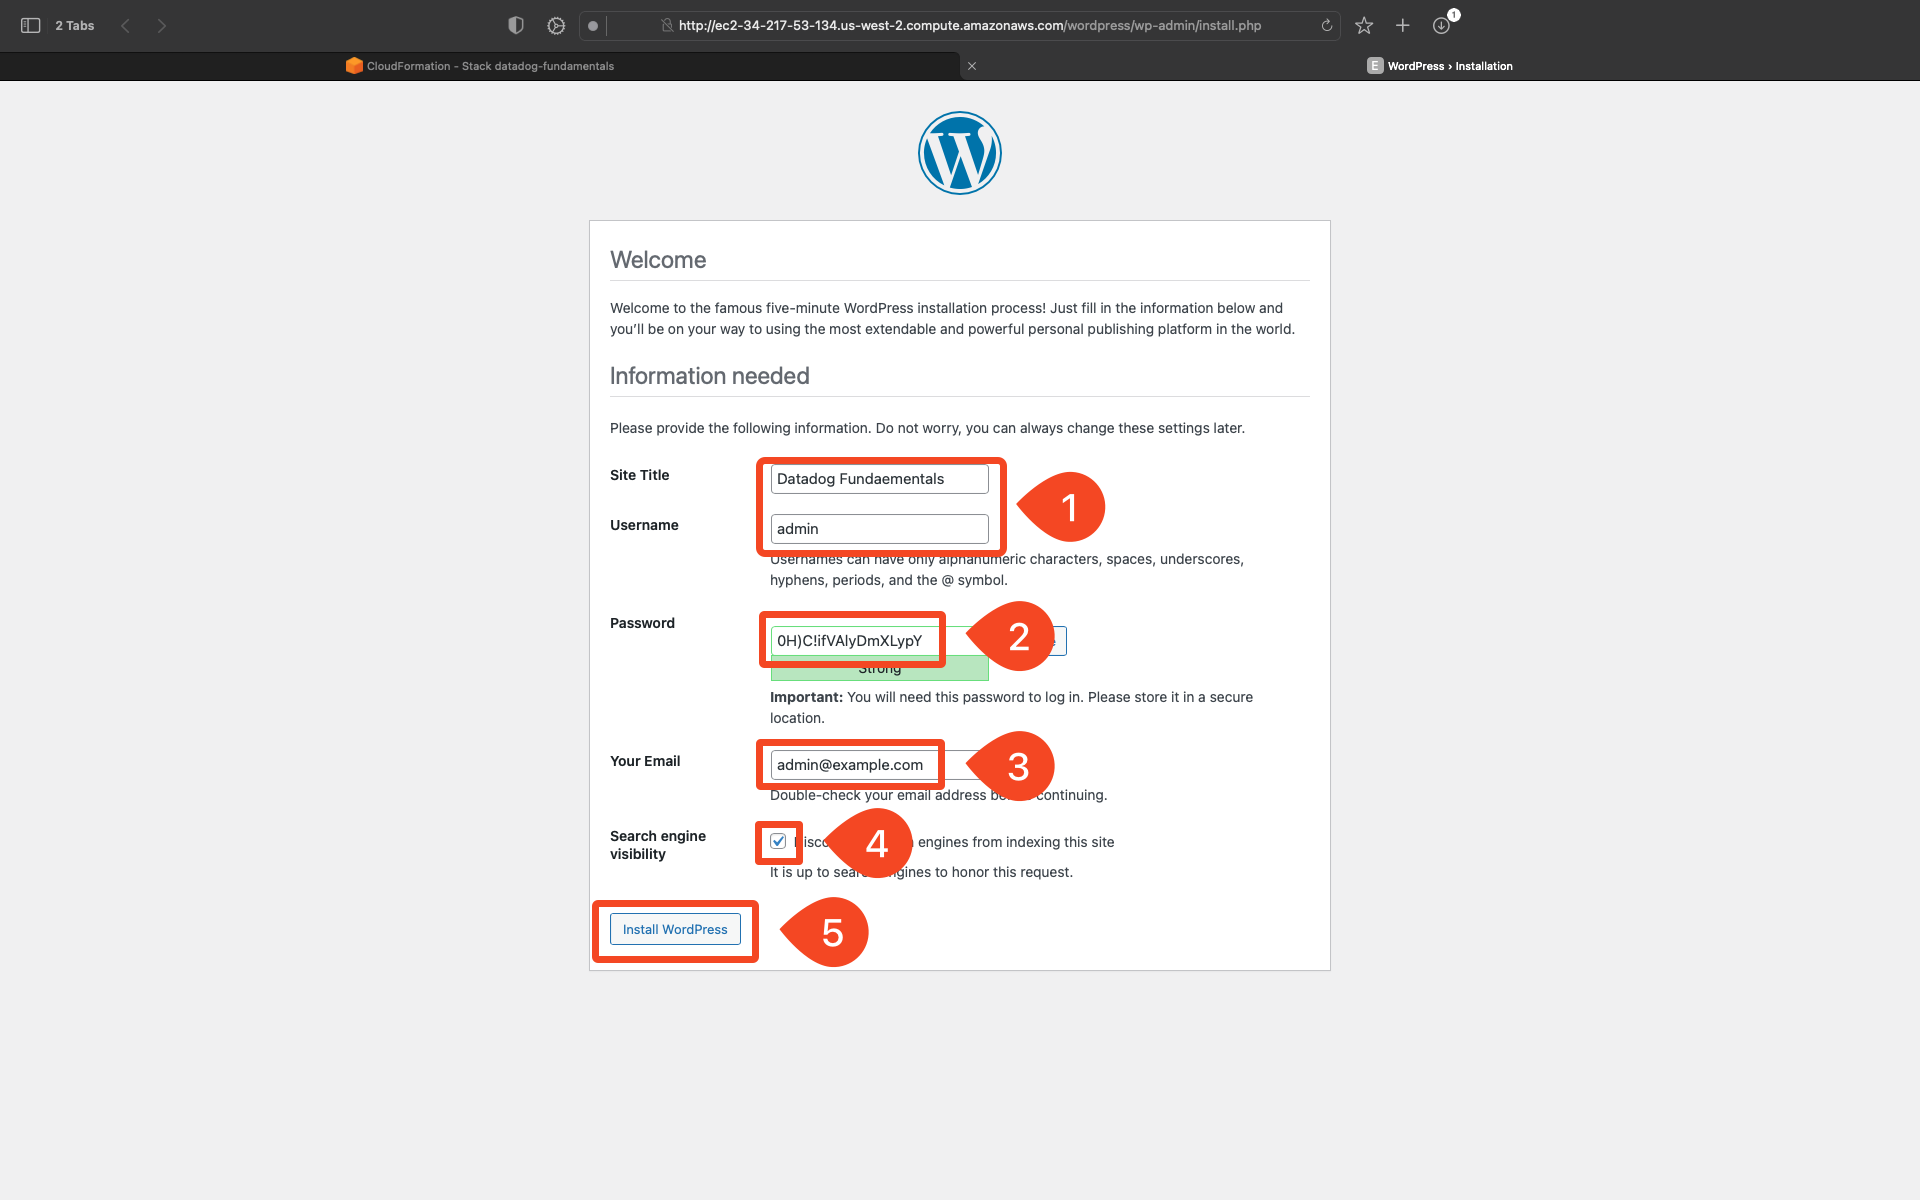 2 Tabs
http://ec2-34-217-53-134.us-west-2.compute.amazonaws.com/wordpress/wp-admin/install.php
1
CloudFormation - Stack datadog-fundamentals
E WordPress › Installation
Welcome
Welcome to the famous five-minute WordPress installation process! Just fill in the information below and
you'll be on your way to using the most extendable and powerful personal publishing platform in the world.
Information needed
Please provide the following information. Do not worry, you can always change these settings later.
Site Title
Datadog Fundaementals
1
Username
admin
Usernames can have only alphanumeric characters, spaces, underscores,
hyphens, periods, and the @ symbol.
Password
0H)C!ifVAlyDmXLypY
2
Strong
Important: You will need this password to log in. Please store it in a secure
location.
Your Email
admin@example.com
3
Double-check your email address continuing.
Search engine
visibility
4
engines from indexing this site
It is up to engines to honor this request.
Install WordPress
5